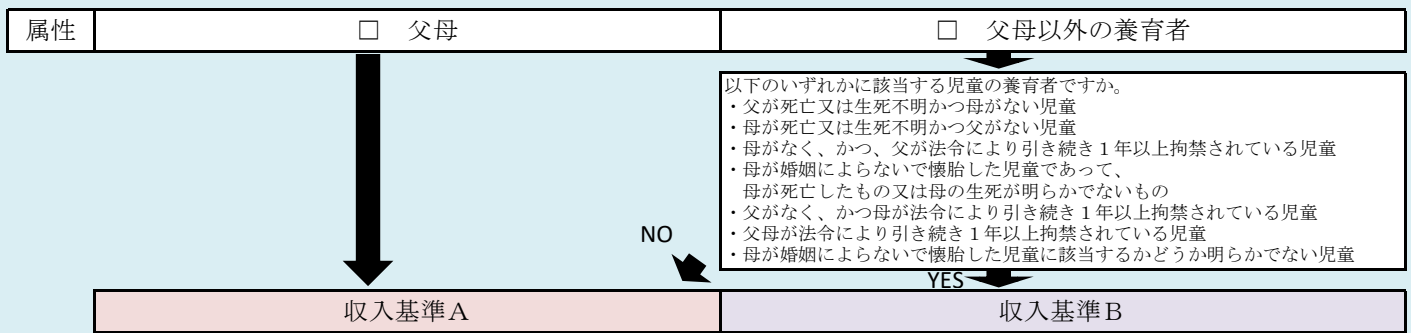 属性
□ 父母
□ 父母以外の養育者
以下のいずれかに該当する児童の養育者ですか。
・父が死亡又は生死不明かつ母がない児童
・母が死亡又は生死不明かつ父がない児童
・母がなく、かつ、父が法令により引き続き１年以上拘禁されている児童
・母が婚姻によらないで懐胎した児童であって、
母が死亡したもの又は母の生死が明らかでないもの
・父がなく、かつ母が法令により引き続き１年以上拘禁されている児童
・父母が法令により引き続き１年以上拘禁されている児童
・母が婚姻によらないで懐胎した児童に該当するかどうか明らかでない児童
NO
YES
収入基準Ａ
収入基準Ｂ